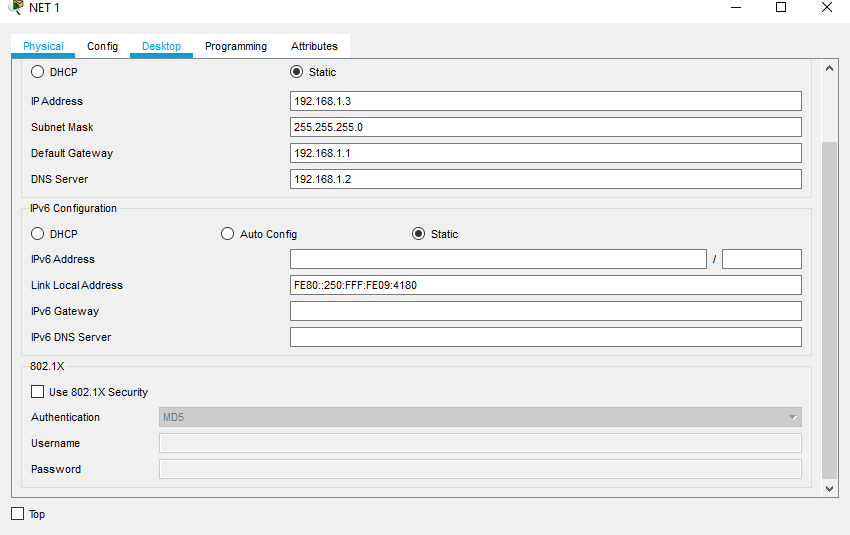 NET 1
Physical Config Desktop Programming Attributes
DHCP Static
IP Address 192.168.1.3
Subnet Mask 255.255.255.0
Default Gateway 192.168.1.1
DNS Server 192.168.1.2
IPv6 Configuration
DHCP Auto Config Static
IPv6 Address /
Link Local Address FE80::250:FFF:FE09:4180
IPv6 Gateway
IPv6 DNS Server
802.1X
Use 802.1X Security
Authentication MD5
Username
Password
Top